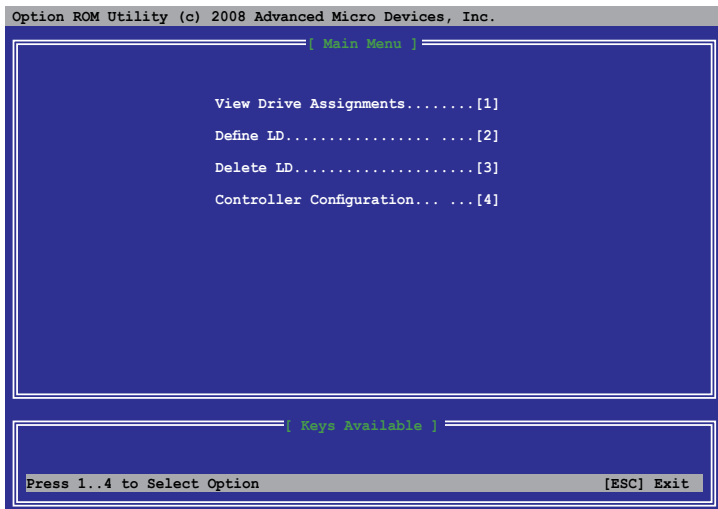 Option ROM Utility (c) 2008 Advanced Micro Devices, Inc.
[ Main Menu ]
View Drive Assignments........[1]
Define LD................. ....[2]
Delete LD.....................[3]
Controller Configuration... ...[4]
[ Keys Available ]
Press 1..4 to Select Option [ESC] Exit